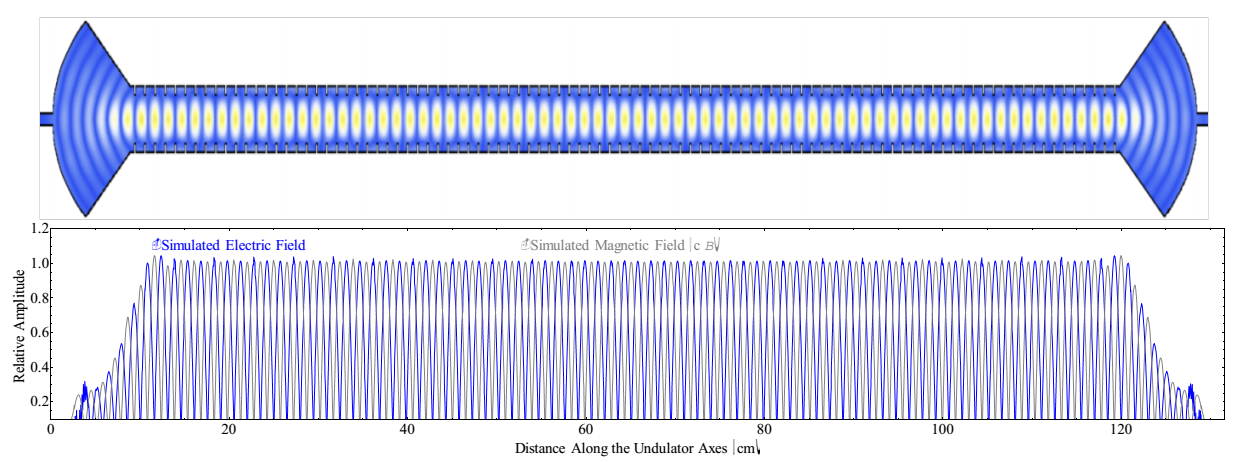 1.2
Simulated Electric Field
Simulated Magnetic Field |c B
1.0
0.8
0.6
0.4
0.2
Relative Amplitude
0 20 40 60 80 100 120
Distance Along the Undulator Axes |cm